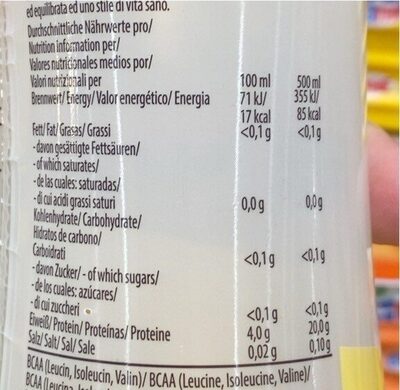 ed equilibrata ed uno stile di vita sano.
Durchschnittliche Nährwerte pro/
Nutrition information per/
Valores nutricionales medios por/
Valori nutrizionali per 100 ml 500 ml
Brennwert/Energy/Valor energético/Energia 71 kJ/ 355 kJ/
17 kcal 85 kcal
Fett/Fat/Grasas/Grassi <0,1 g <0,1 g
- davon gesättigte Fettsäuren/
- of which saturates/
- de las cuales: saturadas/
- di cui acidi grassi saturi 0,0 g 0,0 g
Kohlenhydrate/Carbohydrate/
Hidratos de carbono/
Carboidrati <0,1 g <0,1 g
- davon Zucker/- of which sugars/
- de los cuales: azúcares/
- di cui zuccheri <0,1 g <0,1 g
Eiweiß/Protein/Proteínas/Proteine 4,0 g 20,0 g
Salz/Salt/Sal/Sale 0,02 g 0,10 g
BCAA (Leucin, Isoleucin, Valin)/BCAA (Leucine, Isoleucine, Valine)/
BCAA